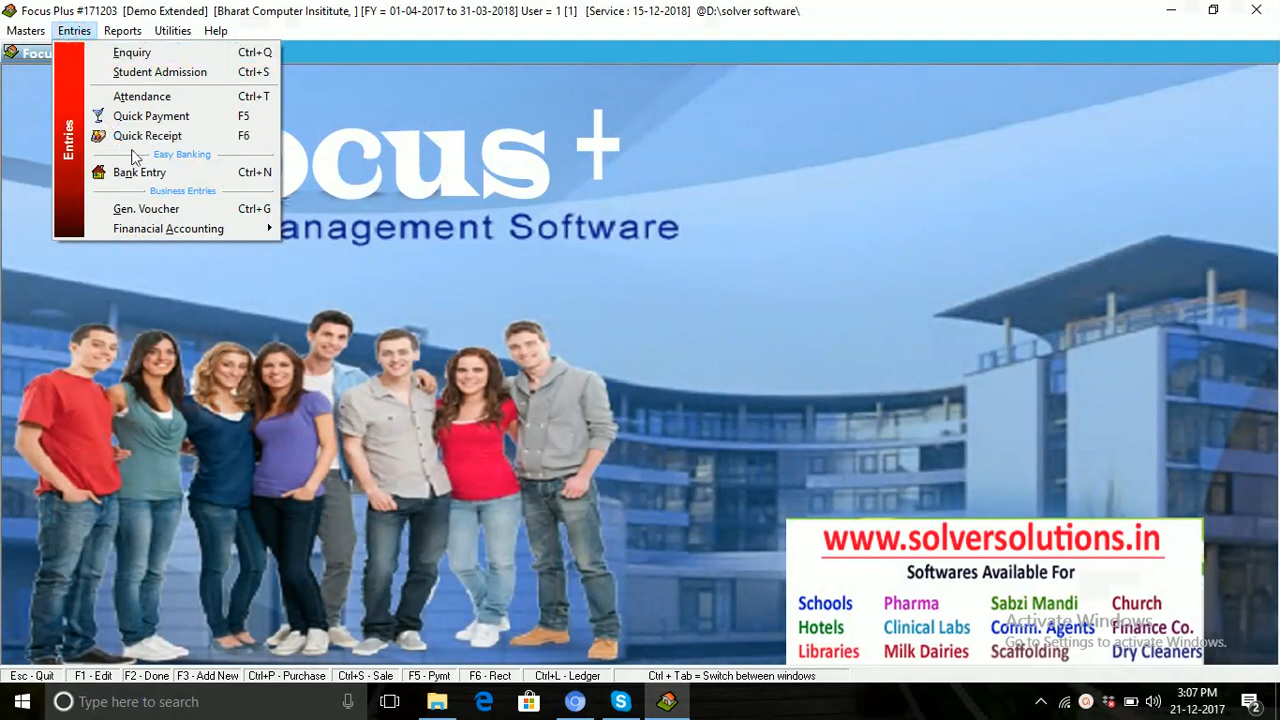 Focus Plus #171203 [Demo Extended] [Bharat Computer Insititute, ] [FY = 01-04-2017 to 31-03-2018] User = 1 [1] [Service : 15-12-2018] @D:\solver software\
Masters Entries Reports Utilities Help
Focu
Enquiry Ctrl+Q
Student Admission Ctrl+S
Attendance Ctrl+T
Quick Payment F5
Quick Receipt F6
Easy Banking
Bank Entry Ctrl+N
Business Entries
Gen. Voucher Ctrl+G
Finanacial Accounting
Entries
ocus+
anagement Software
www.solversolutions.in
Softwares Available For
Schools Pharma Sabzi Mandi Church
Hotels Clinical Labs Comm. Agents Finance Co.
Libraries Milk Dairies Scaffolding Dry Cleaners
Activate Windows
Go to Settings to activate Windows.
Esc - Quit F1 - Edit F2 - Done F3 - Add New Ctrl+P - Purchase Ctrl+S - Sale F5 - Pymt F6 - Rect Ctrl+L - Ledger Ctrl + Tab = Switch between windows
Type here to search
3:07 PM
21-12-2017
2